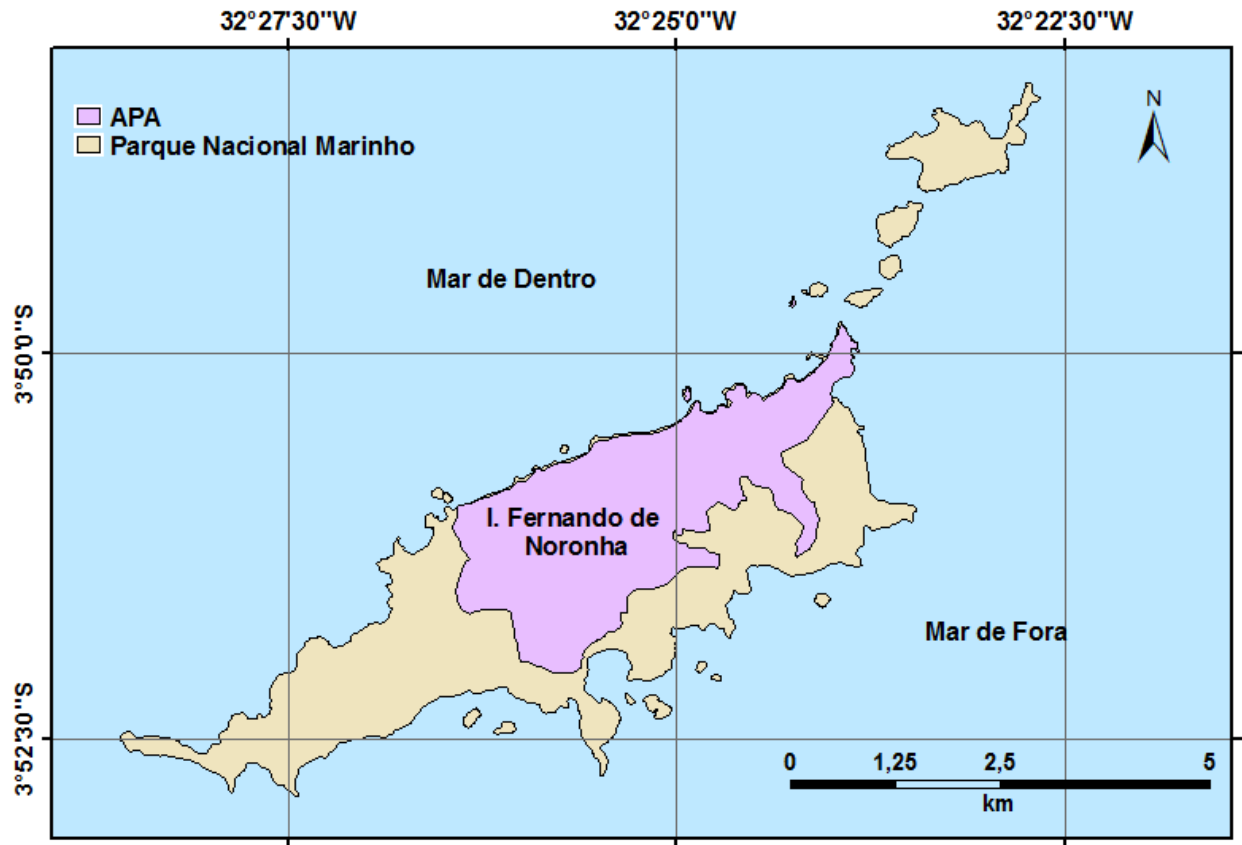 32°27'30"W 32°25'0"W 32°22'30"W
APA
Parque Nacional Marinho
N
Mar de Dentro
3°50'0"S
I. Fernando de
Noronha
Mar de Fora
3°52'30"S
0 1,25 2,5 5
km